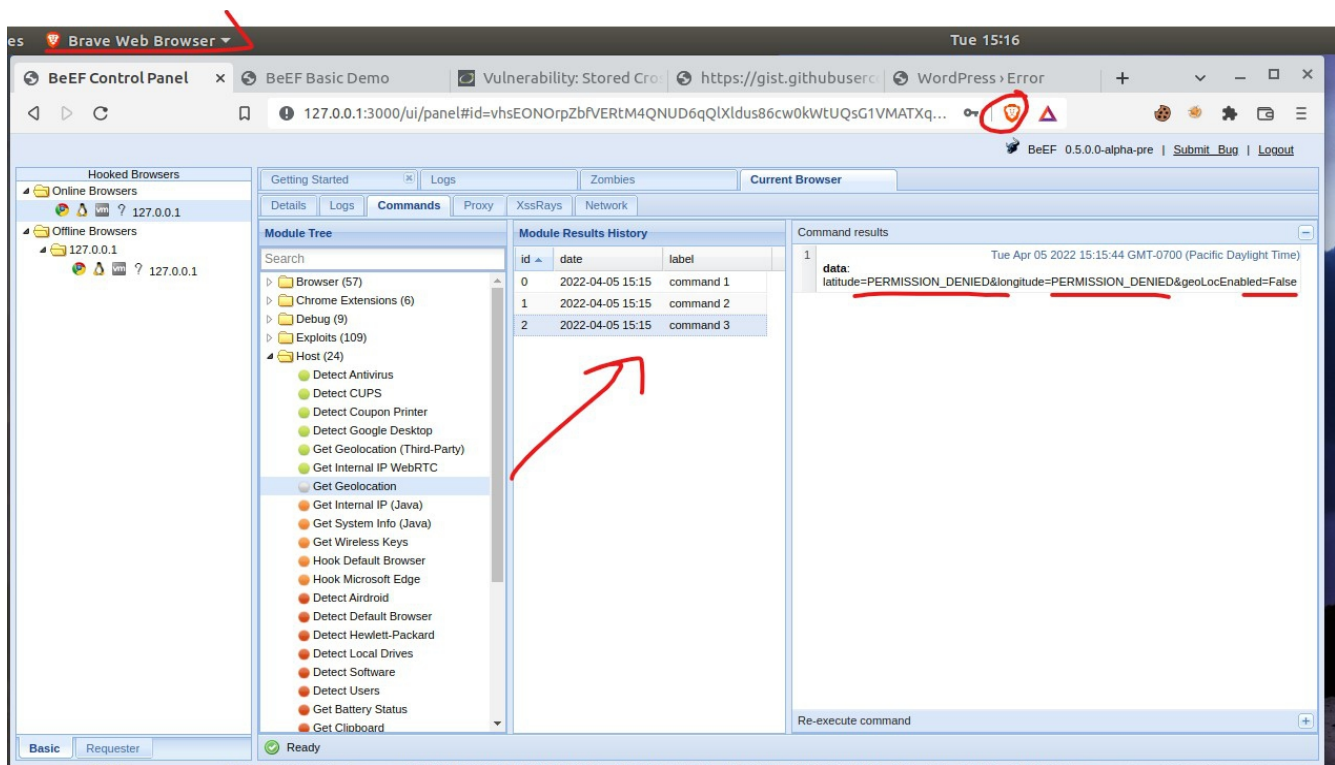 es Brave Web Browser Tue 15:16
BeEF Control Panel × BeEF Basic Demo Vulnerability: Stored Cro https://gist.githubuserc WordPress › Error +
127.0.0.1:3000/ui/panel#id=vhsEONOrpZbfVERtM4QNUD6qQlXldus86cw0kWtUQsG1VMATXq...
BeEF 0.5.0.0-alpha-pre | Submit Bug | Logout
Hooked Browsers
Online Browsers
? 127.0.0.1
Offline Browsers
127.0.0.1
? 127.0.0.1
Basic Requester
Getting Started Logs Zombies Current Browser
Details Logs Commands Proxy XssRays Network
Module Tree
Search
Browser (57)
Chrome Extensions (6)
Debug (9)
Exploits (109)
Host (24)
Detect Antivirus
Detect CUPS
Detect Coupon Printer
Detect Google Desktop
Get Geolocation (Third-Party)
Get Internal IP WebRTC
Get Geolocation
Get Internal IP (Java)
Get System Info (Java)
Get Wireless Keys
Hook Default Browser
Hook Microsoft Edge
Detect Airdroid
Detect Default Browser
Detect Hewlett-Packard
Detect Local Drives
Detect Software
Detect Users
Get Battery Status
Get Clipboard
Module Results History
id date label
0 2022-04-05 15:15 command 1
1 2022-04-05 15:15 command 2
2 2022-04-05 15:15 command 3
Command results
1 Tue Apr 05 2022 15:15:44 GMT-0700 (Pacific Daylight Time)
data:
latitude=PERMISSION_DENIED&longitude=PERMISSION_DENIED&geoLocEnabled=False
Re-execute command
Ready